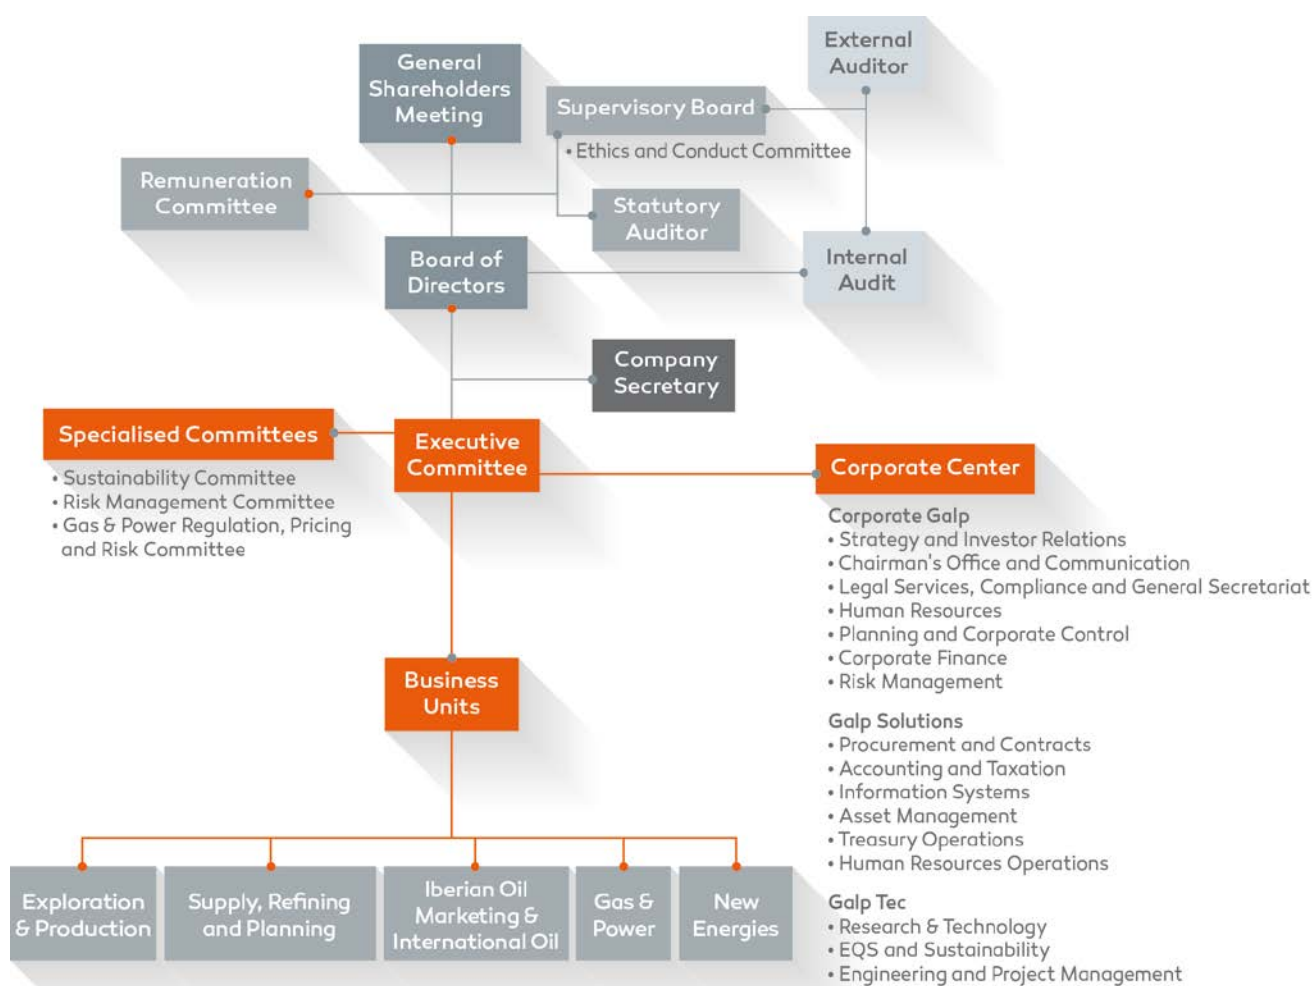 General
Shareholders
Meeting
External
Auditor
Supervisory Board
• Ethics and Conduct Committee
Remuneration
Committee
Statutory
Auditor
Board of
Directors
Internal
Audit
Company
Secretary
Specialised Committees
• Sustainability Committee
• Risk Management Committee
• Gas & Power Regulation, Pricing
and Risk Committee
Executive
Committee
Corporate Center
Corporate Galp
• Strategy and Investor Relations
• Chairman's Office and Communication
• Legal Services, Compliance and General Secretariat
• Human Resources
• Planning and Corporate Control
• Corporate Finance
• Risk Management
Galp Solutions
• Procurement and Contracts
• Accounting and Taxation
• Information Systems
• Asset Management
• Treasury Operations
• Human Resources Operations
Galp Tec
• Research & Technology
• EQS and Sustainability
• Engineering and Project Management
Business
Units
Exploration
& Production
Supply, Refining
and Planning
Iberian Oil
Marketing &
International Oil
Gas &
Power
New
Energies